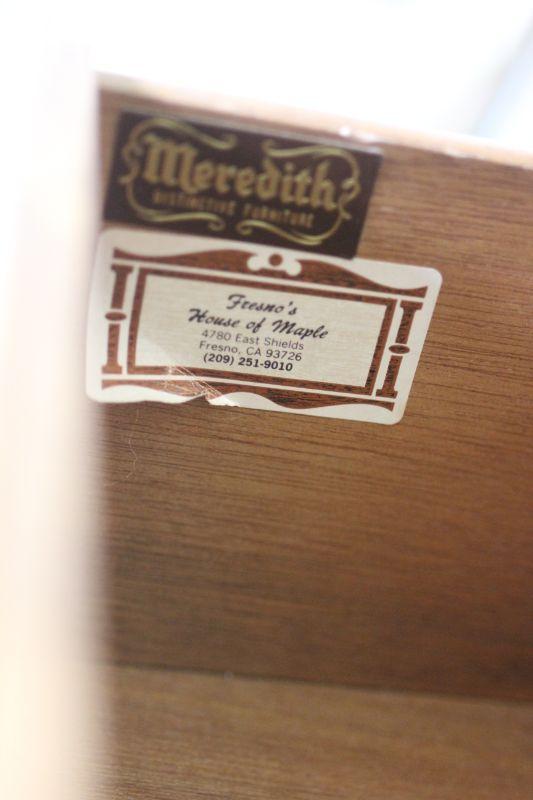 Meredith
DISTINCTIVE FURNITURE
Fresno's
House of Maple
4780 East Shields
Fresno, CA 93726
(209) 251-9010